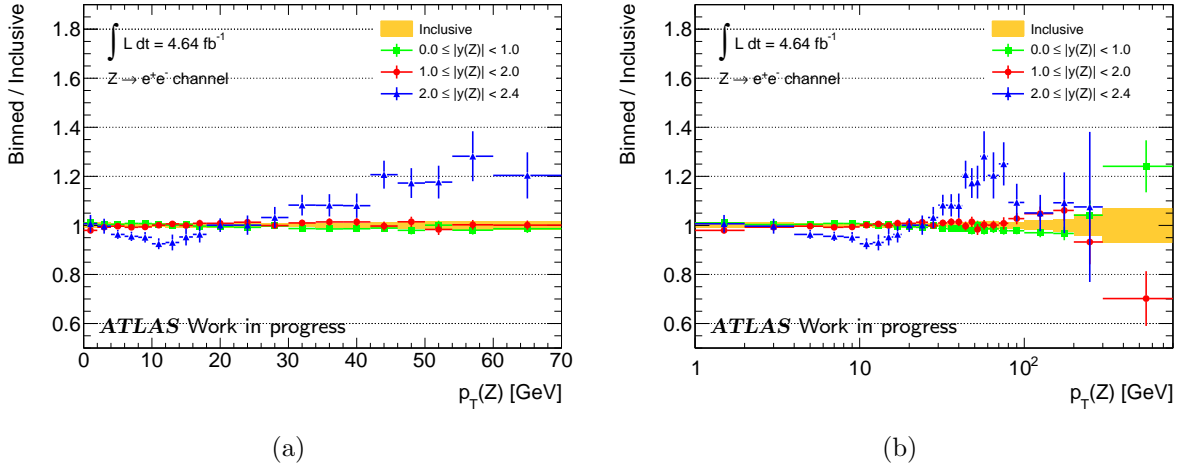 Binned / Inclusive
1.8
1.6
1.4
1.2
1
0.8
0.6
∫ L dt = 4.64 fb⁻¹
Z → e⁺e⁻ channel
Inclusive
0.0 ≤ |y(Z)| < 1.0
1.0 ≤ |y(Z)| < 2.0
2.0 ≤ |y(Z)| < 2.4
ATLAS Work in progress
0 10 20 30 40 50 60 70
p_T(Z) [GeV]
(a)
Binned / Inclusive
1.8
1.6
1.4
1.2
1
0.8
0.6
∫ L dt = 4.64 fb⁻¹
Z → e⁺e⁻ channel
Inclusive
0.0 ≤ |y(Z)| < 1.0
1.0 ≤ |y(Z)| < 2.0
2.0 ≤ |y(Z)| < 2.4
ATLAS Work in progress
1 10 10²
p_T(Z) [GeV]
(b)